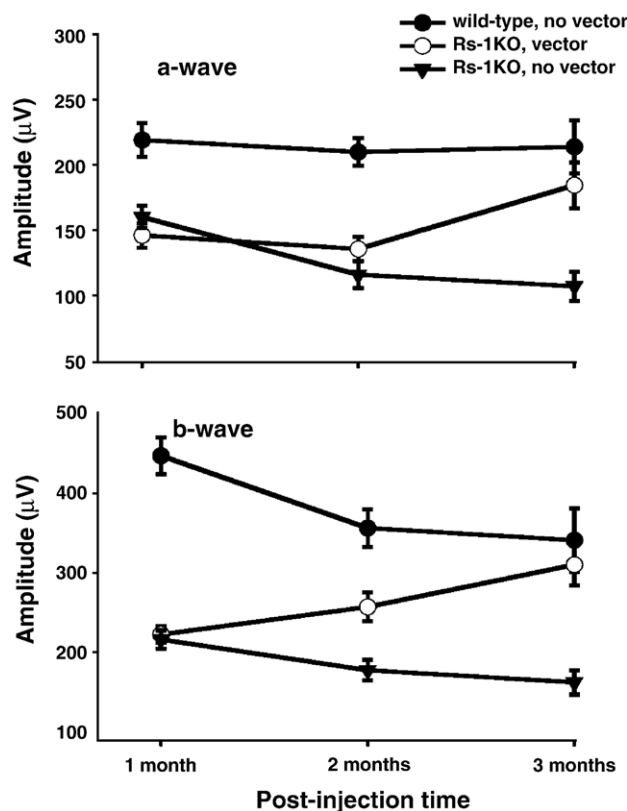 wild-type, no vector
Rs-1KO, vector
Rs-1KO, no vector
a-wave
Amplitude (μV)
300
250
200
150
100
50
b-wave
Amplitude (μV)
500
400
300
200
100
1 month
2 months
3 months
Post-injection time